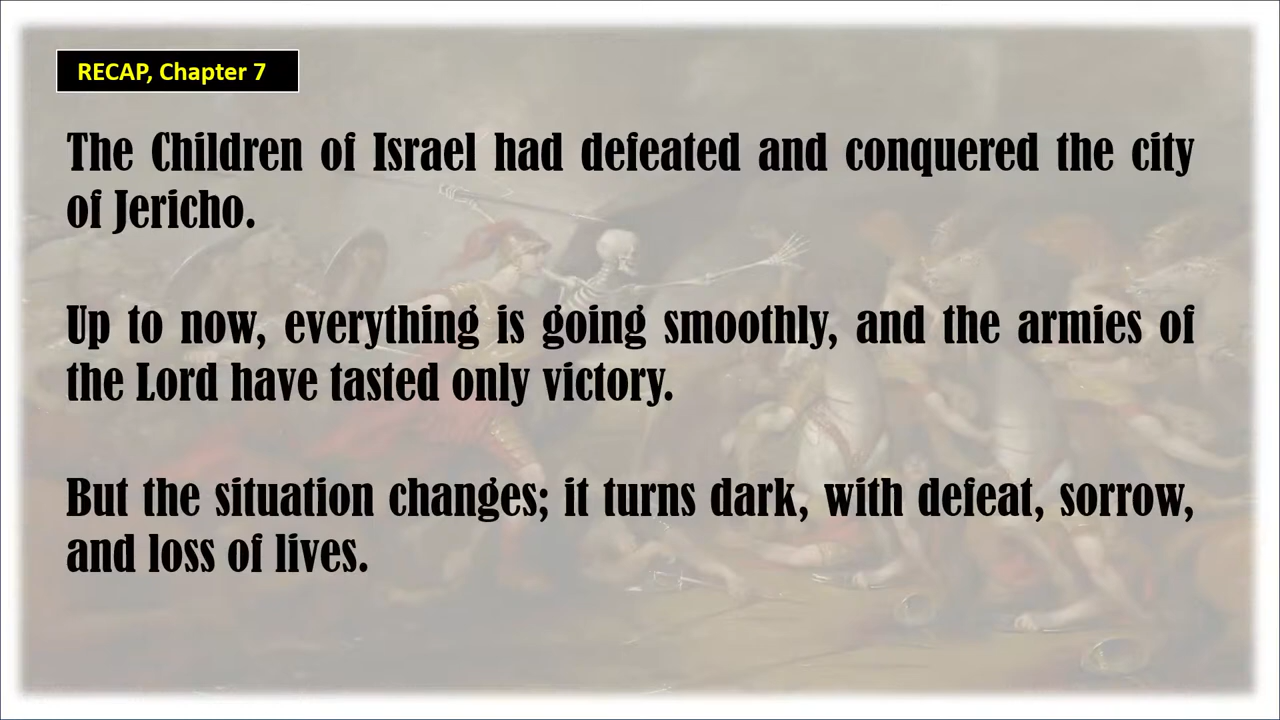 RECAP, Chapter 7
The Children of Israel had defeated and conquered the city
of Jericho.
Up to now, everything is going smoothly, and the armies of
the Lord have tasted only victory.
But the situation changes; it turns dark, with defeat, sorrow,
and loss of lives.